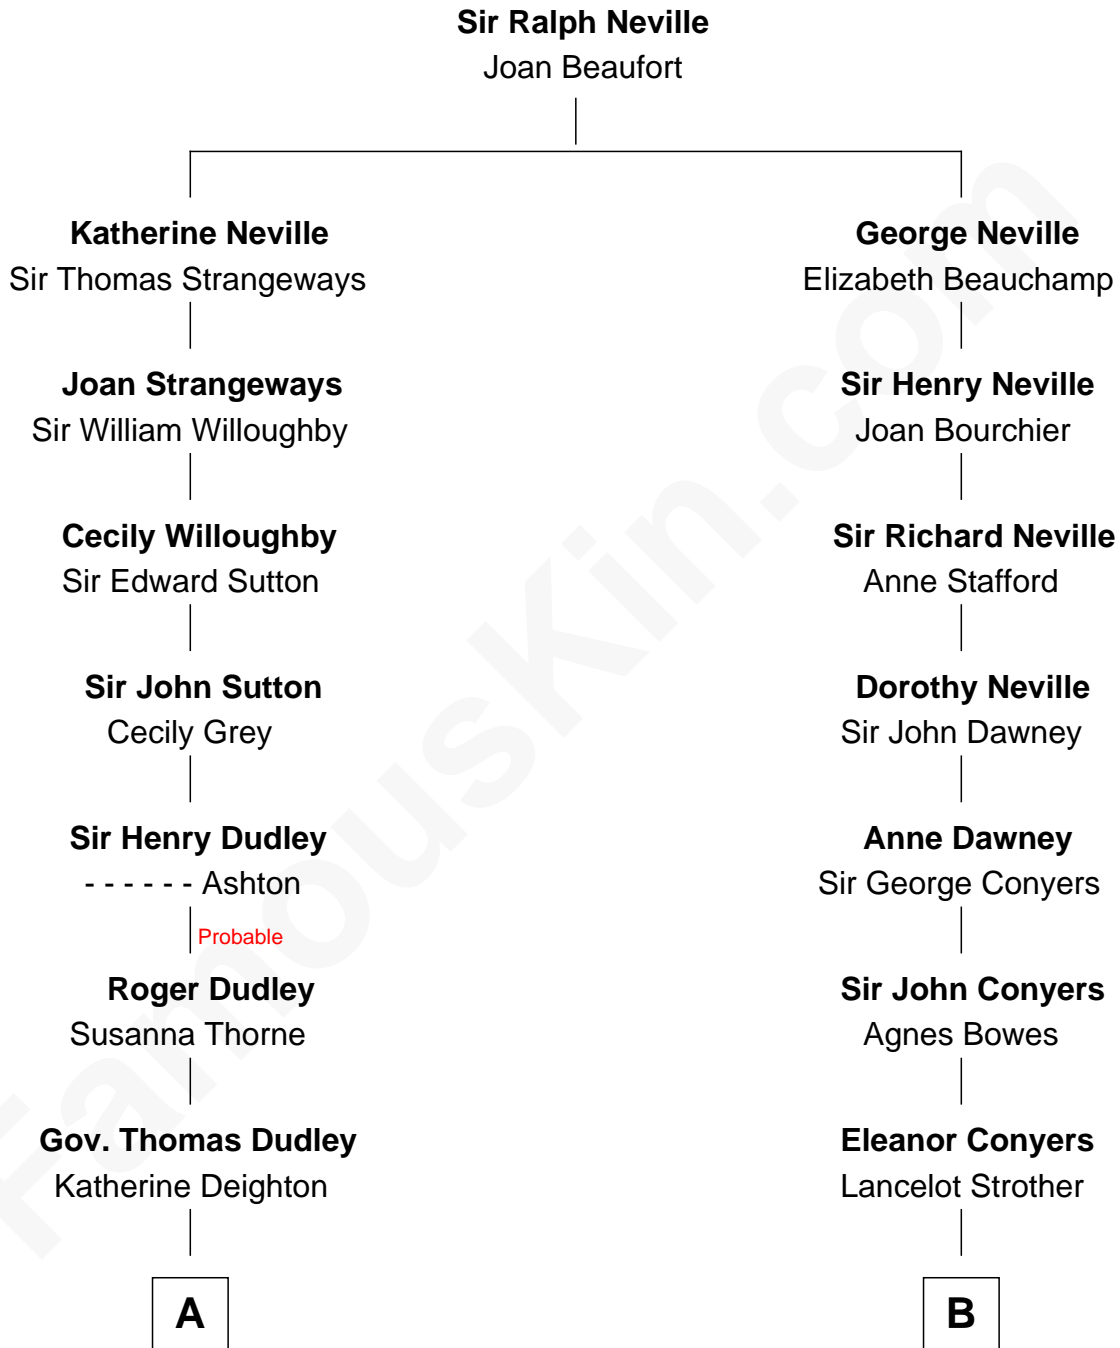 Sir Ralph Neville
Joan Beaufort
Katherine Neville
Sir Thomas Strangeways
Joan Strangeways
Sir William Willoughby
Cecily Willoughby
Sir Edward Sutton
Sir John Sutton
Cecily Grey
Sir Henry Dudley
- - - - - - Ashton
Probable
Roger Dudley
Susanna Thorne
Gov. Thomas Dudley
Katherine Deighton
A
George Neville
Elizabeth Beauchamp
Sir Henry Neville
Joan Bourchier
Sir Richard Neville
Anne Stafford
Dorothy Neville
Sir John Dawney
Anne Dawney
Sir George Conyers
Sir John Conyers
Agnes Bowes
Eleanor Conyers
Lancelot Strother
B
FamousKin.com